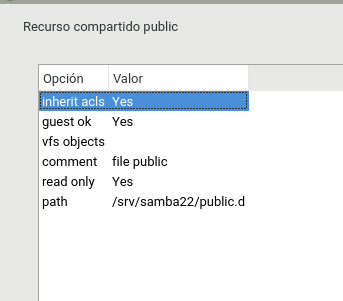 Recurso compartido public
Opción Valor
inherit acls Yes
guest ok Yes
vfs objects
comment file public
read only Yes
path /srv/samba22/public.d